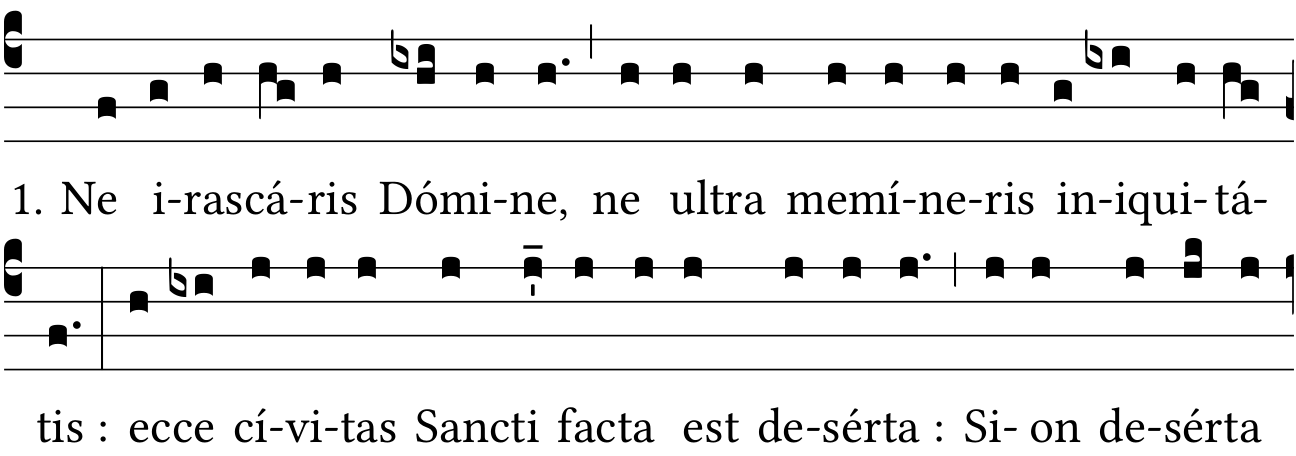 1. Ne i-rascá-ris Dómi-ne, ne ultra memí-ne-ris in-iqui-tá-
tis : ecce cí-vi-tas Sancti facta est de-sérta : Si-on de-sérta